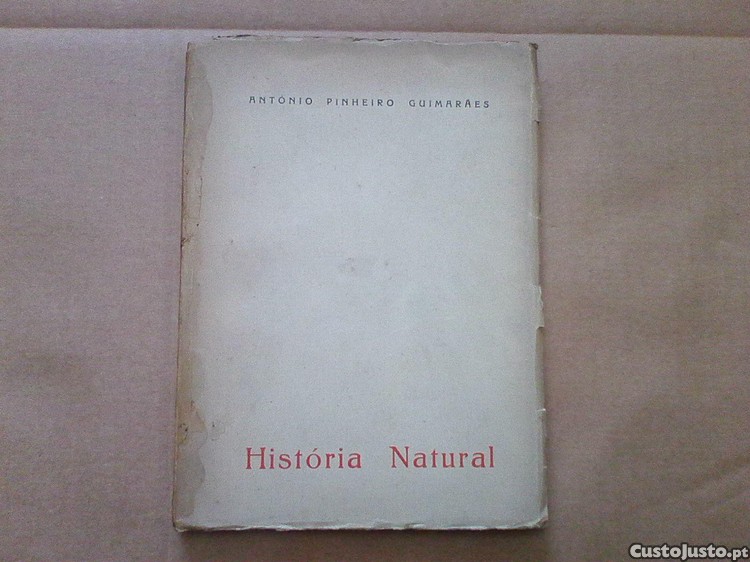 ANTÓNIO PINHEIRO GUIMARÃES
História Natural
CustoJusto.pt